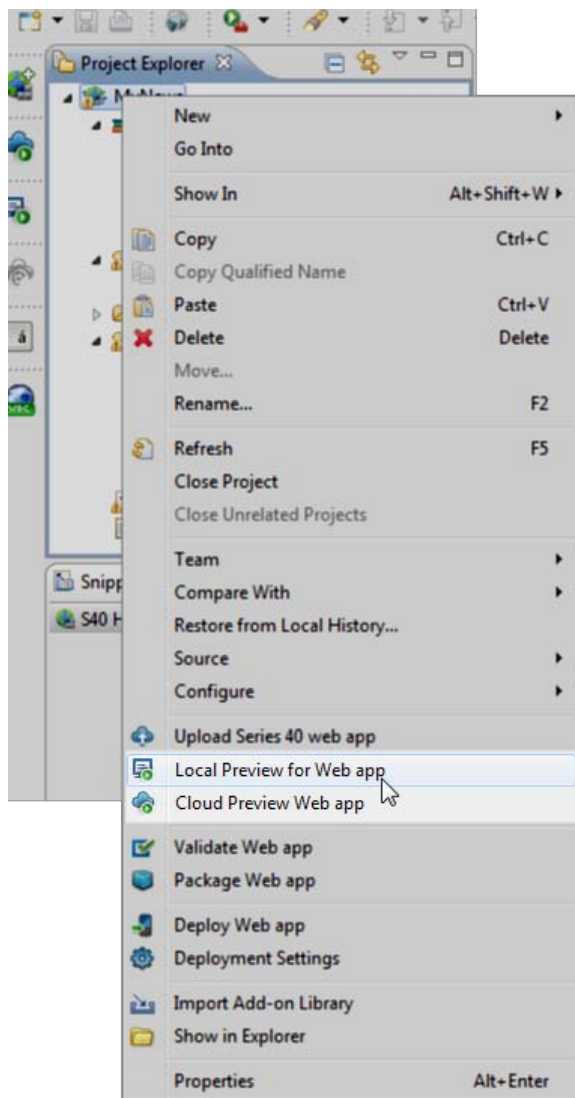 Project Explorer
New
Go Into
Show In Alt+Shift+W
Copy Ctrl+C
Copy Qualified Name
Paste Ctrl+V
Delete Delete
Move...
Rename... F2
Refresh F5
Close Project
Close Unrelated Projects
Team
Compare With
Restore from Local History...
Source
Configure
á
Snipp
S40 H
Upload Series 40 web app
Local Preview for Web app
Cloud Preview Web app
Validate Web app
Package Web app
Deploy Web app
Deployment Settings
Import Add-on Library
Show in Explorer
Properties Alt+Enter